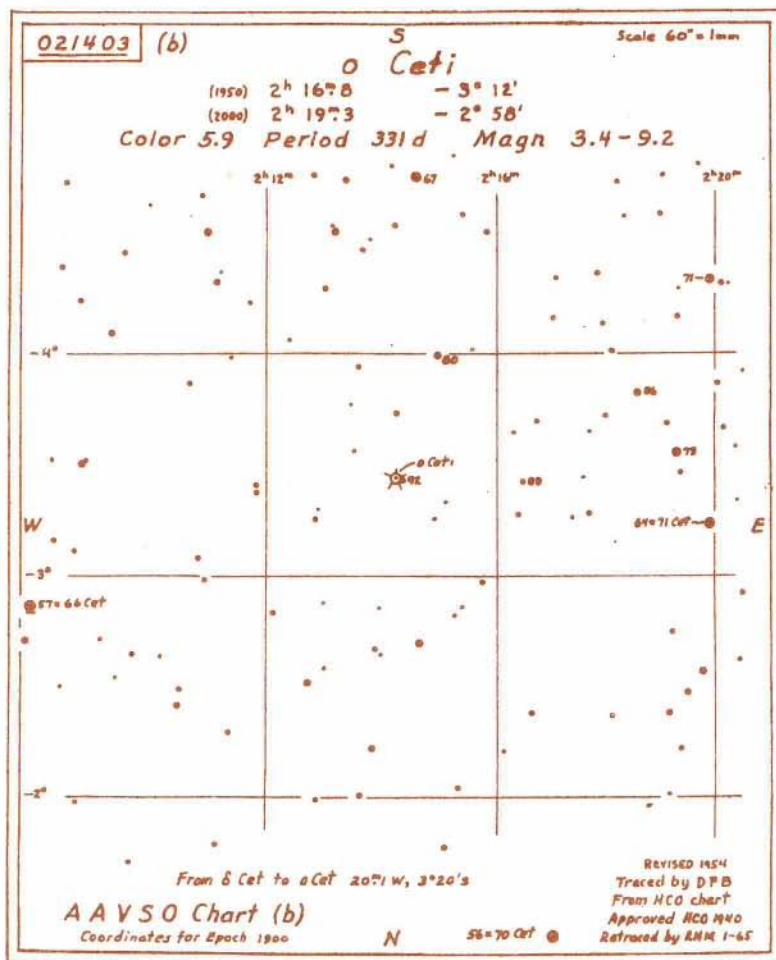 021403 (b)
S
Scale 60"=1mm
o Ceti
(1950) 2h 16m.8 -3° 12'
(2000) 2h 19m.3 -2° 58'
Color 5.9 Period 331d Magn 3.4-9.2
2h 12m
67
2h 16m
2h 20m
71
-4°
80
86
o Ceti
92
78
88
W
64=71 Cet
E
-3°
57=66 Cet
-2°
From δ Cet to o Cet 20m.1 W, 3°20's
REVISED 1954
Traced by DFB
From HCO chart
Approved HCO 1940
Retraced by RHM 1-65
AAVSO Chart (b)
Coordinates for Epoch 1900
N
56=70 Cet